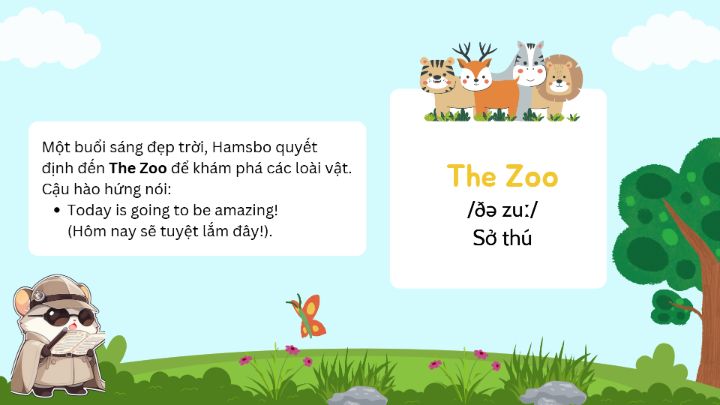 Một buổi sáng đẹp trời, Hamsbo quyết
định đến The Zoo để khám phá các loài vật.
Cậu hào hứng nói:
• Today is going to be amazing!
(Hôm nay sẽ tuyệt lắm đây!).
The Zoo
/ðə zuː/
Sở thú